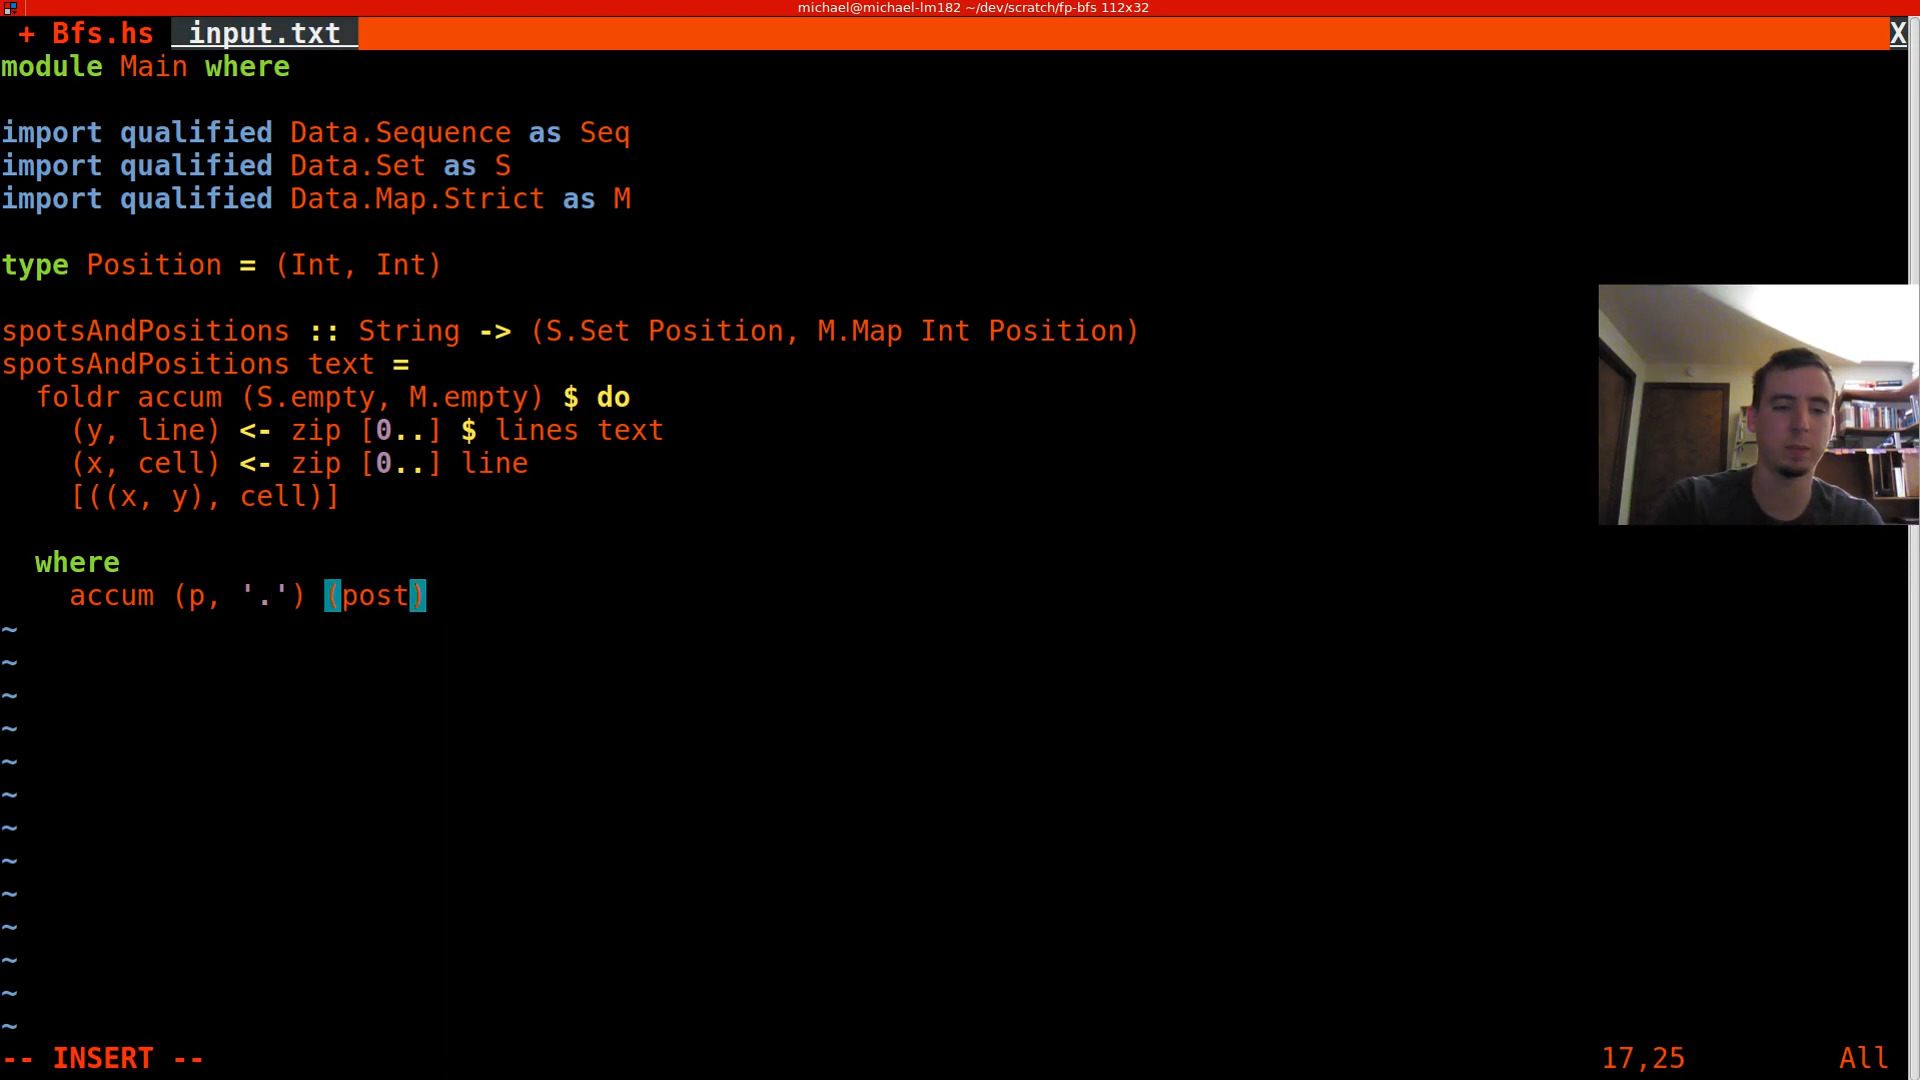 michael@michael-lm182 ~/dev/scratch/fp-bfs 112x32
+ Bfs.hs input.txt X
module Main where
import qualified Data.Sequence as Seq
import qualified Data.Set as S
import qualified Data.Map.Strict as M
type Position = (Int, Int)
spotsAndPositions :: String -> (S.Set Position, M.Map Int Position)
spotsAndPositions text =
  foldr accum (S.empty, M.empty) $ do
    (y, line) <- zip [0..] $ lines text
    (x, cell) <- zip [0..] line
    [((x, y), cell)]
  where
    accum (p, '.') (post)
~
~
~
~
~
~
~
~
~
~
~
~
~
-- INSERT -- 17,25 All